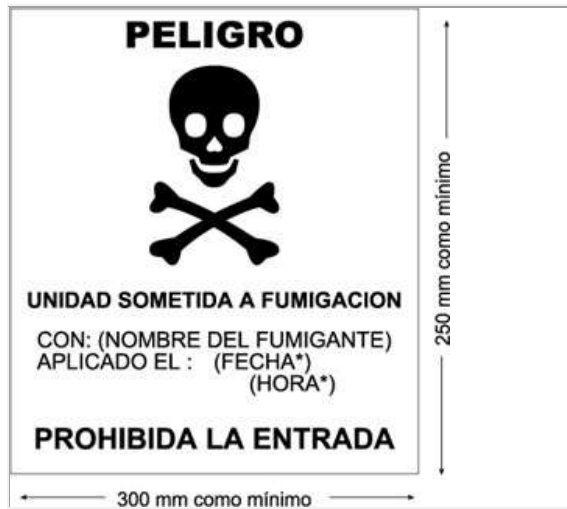 PELIGRO
UNIDAD SOMETIDA A FUMIGACION
CON: (NOMBRE DEL FUMIGANTE)
APLICADO EL : (FECHA*)
(HORA*)
PROHIBIDA LA ENTRADA
250 mm como mínimo
300 mm como mínimo